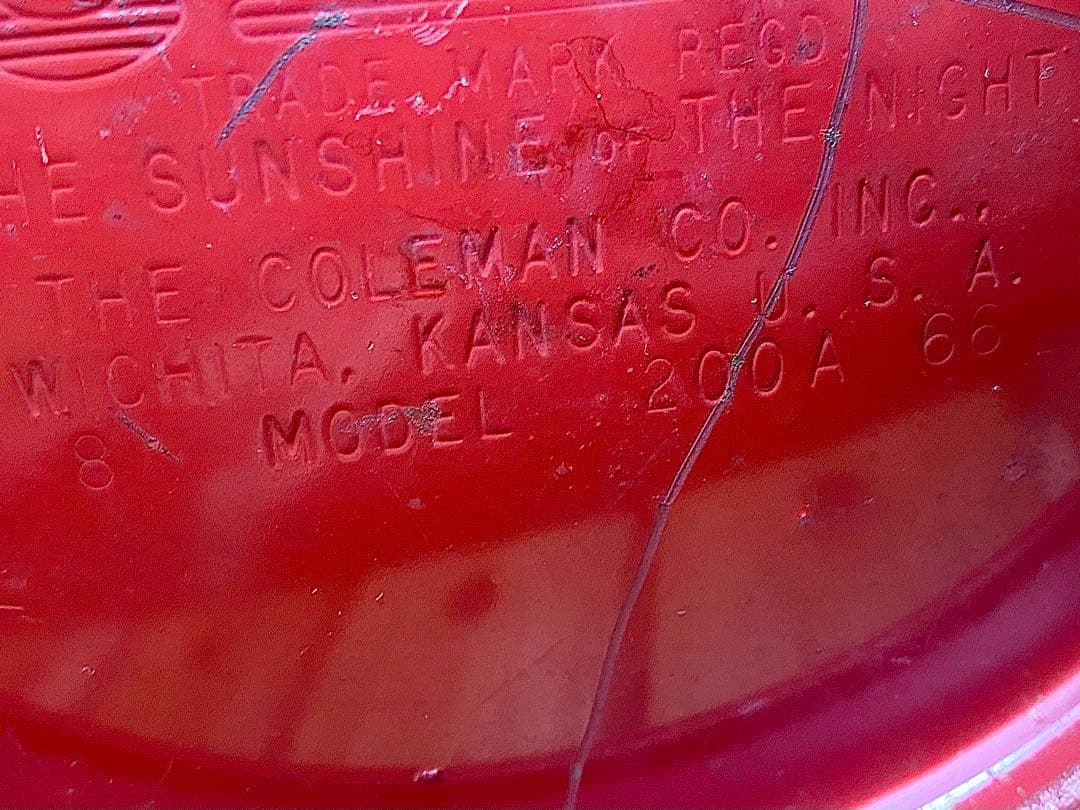 TRADE MARK REGD
HE SUNSHINE OF THE NIGHT
THE COLEMAN CO. INC.,
WICHITA, KANSAS U. S. A.
8 MODEL 200A 66